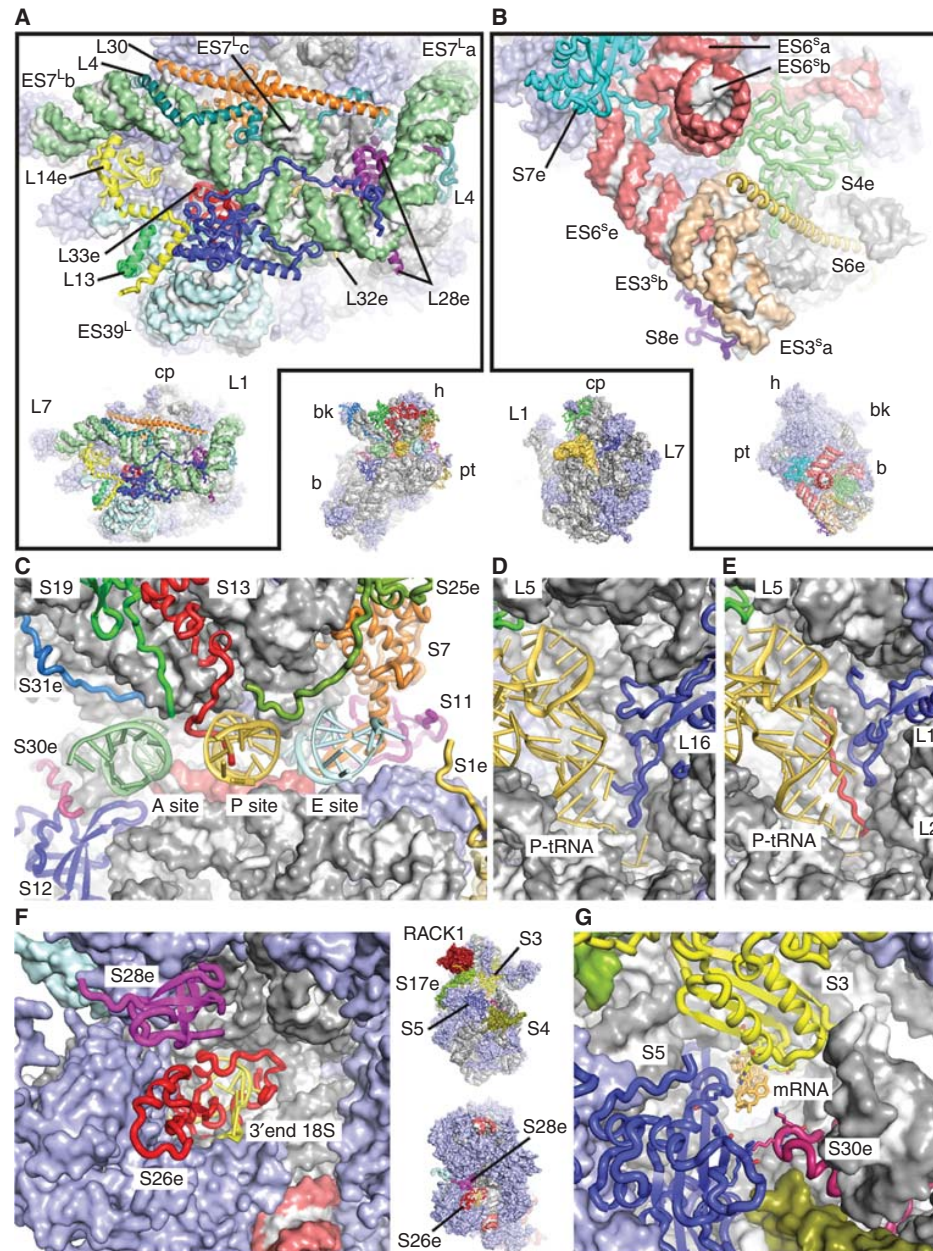 A
L30
ES7ᴸc
ES7ᴸa
L4
ES7ᴸb
L14e
L4
L33e
L13
L32e
L28e
ES39ᴸ
cp
L1
L7
bk
h
b
pt
B
ES6ˢa
ES6ˢb
S7e
S4e
ES6ˢe
S6e
ES3ˢb
S8e
ES3ˢa
cp
L1
L7
h
bk
pt
b
C
S19
S13
S25e
S7
S31e
S11
S30e
S1e
A site
P site
E site
S12
D
L5
L16
P-tRNA
E
L5
P-tRNA
F
S28e
3′end 18S
S26e
RACK1
S3
S17e
S5
S4
S28e
S26e
G
S3
S5
mRNA
S30e